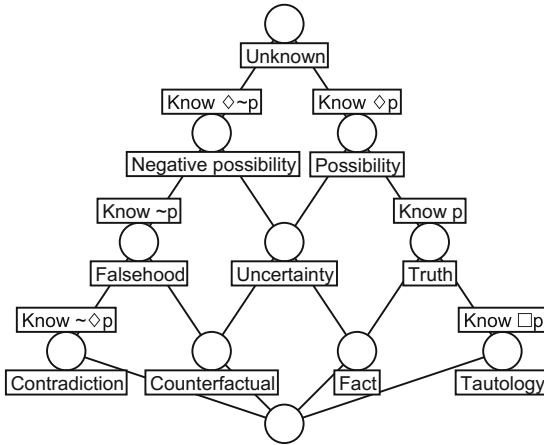 Unknown
Know ◇~p
Know ◇p
Negative possibility
Possibility
Know ~p
Know p
Falsehood
Uncertainty
Truth
Know ~◇p
Know □p
Contradiction
Counterfactual
Fact
Tautology